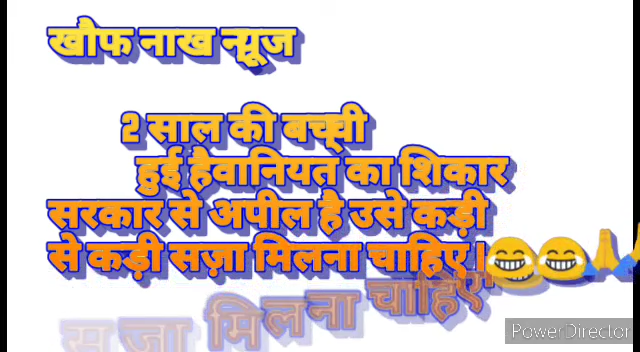 खौफ नाख न्यूज
2 साल की बच्ची
हुई हैवानियत का शिकार
सरकार से अपील है उसे कड़ी
से कड़ी सज़ा मिलना चाहिए।😂😂🙏🙏
सज़ा मिलना चाहिए
PowerDirector